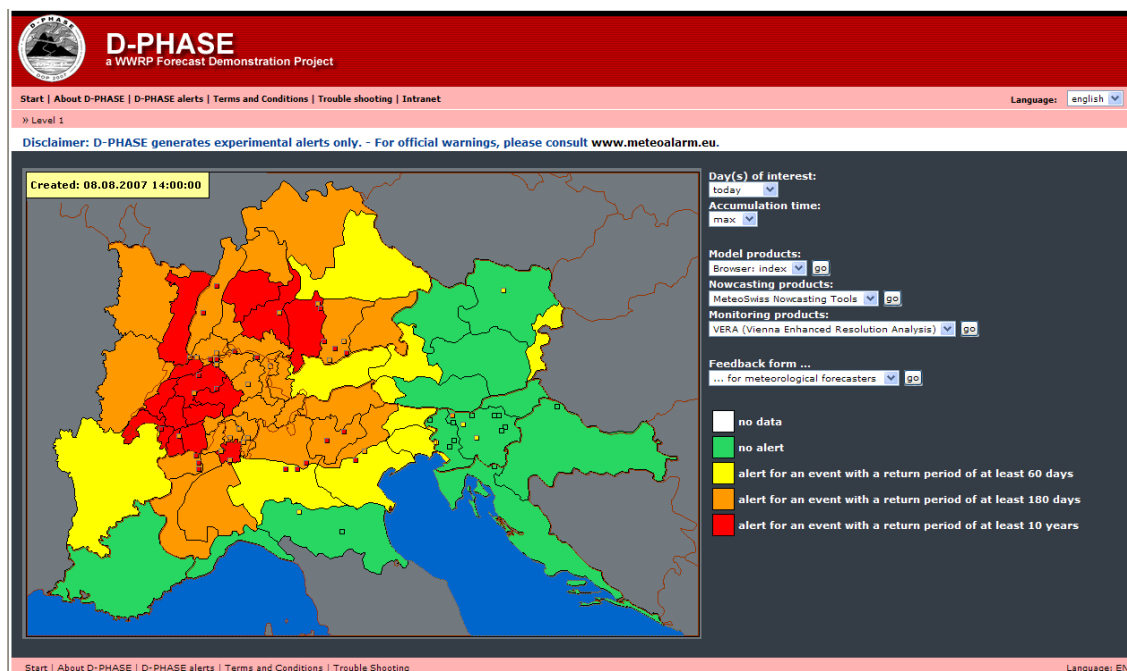 D-PHASE
DOP 2007
D-PHASE
a WWRP Forecast Demonstration Project
Start | About D-PHASE | D-PHASE alerts | Terms and Conditions | Trouble shooting | Intranet
Language: english
» Level 1
Disclaimer: D-PHASE generates experimental alerts only. - For official warnings, please consult www.meteoalarm.eu.
Created: 08.08.2007 14:00:00
Day(s) of interest:
today
Accumulation time:
max
Model products:
Browser: index go
Nowcasting products:
MeteoSwiss Nowcasting Tools go
Monitoring products:
VERA (Vienna Enhanced Resolution Analysis) go
Feedback form ...
... for meteorological forecasters go
no data
no alert
alert for an event with a return period of at least 60 days
alert for an event with a return period of at least 180 days
alert for an event with a return period of at least 10 years
Start | About D-PHASE | D-PHASE alerts | Terms and Conditions | Trouble Shooting
Language: EN